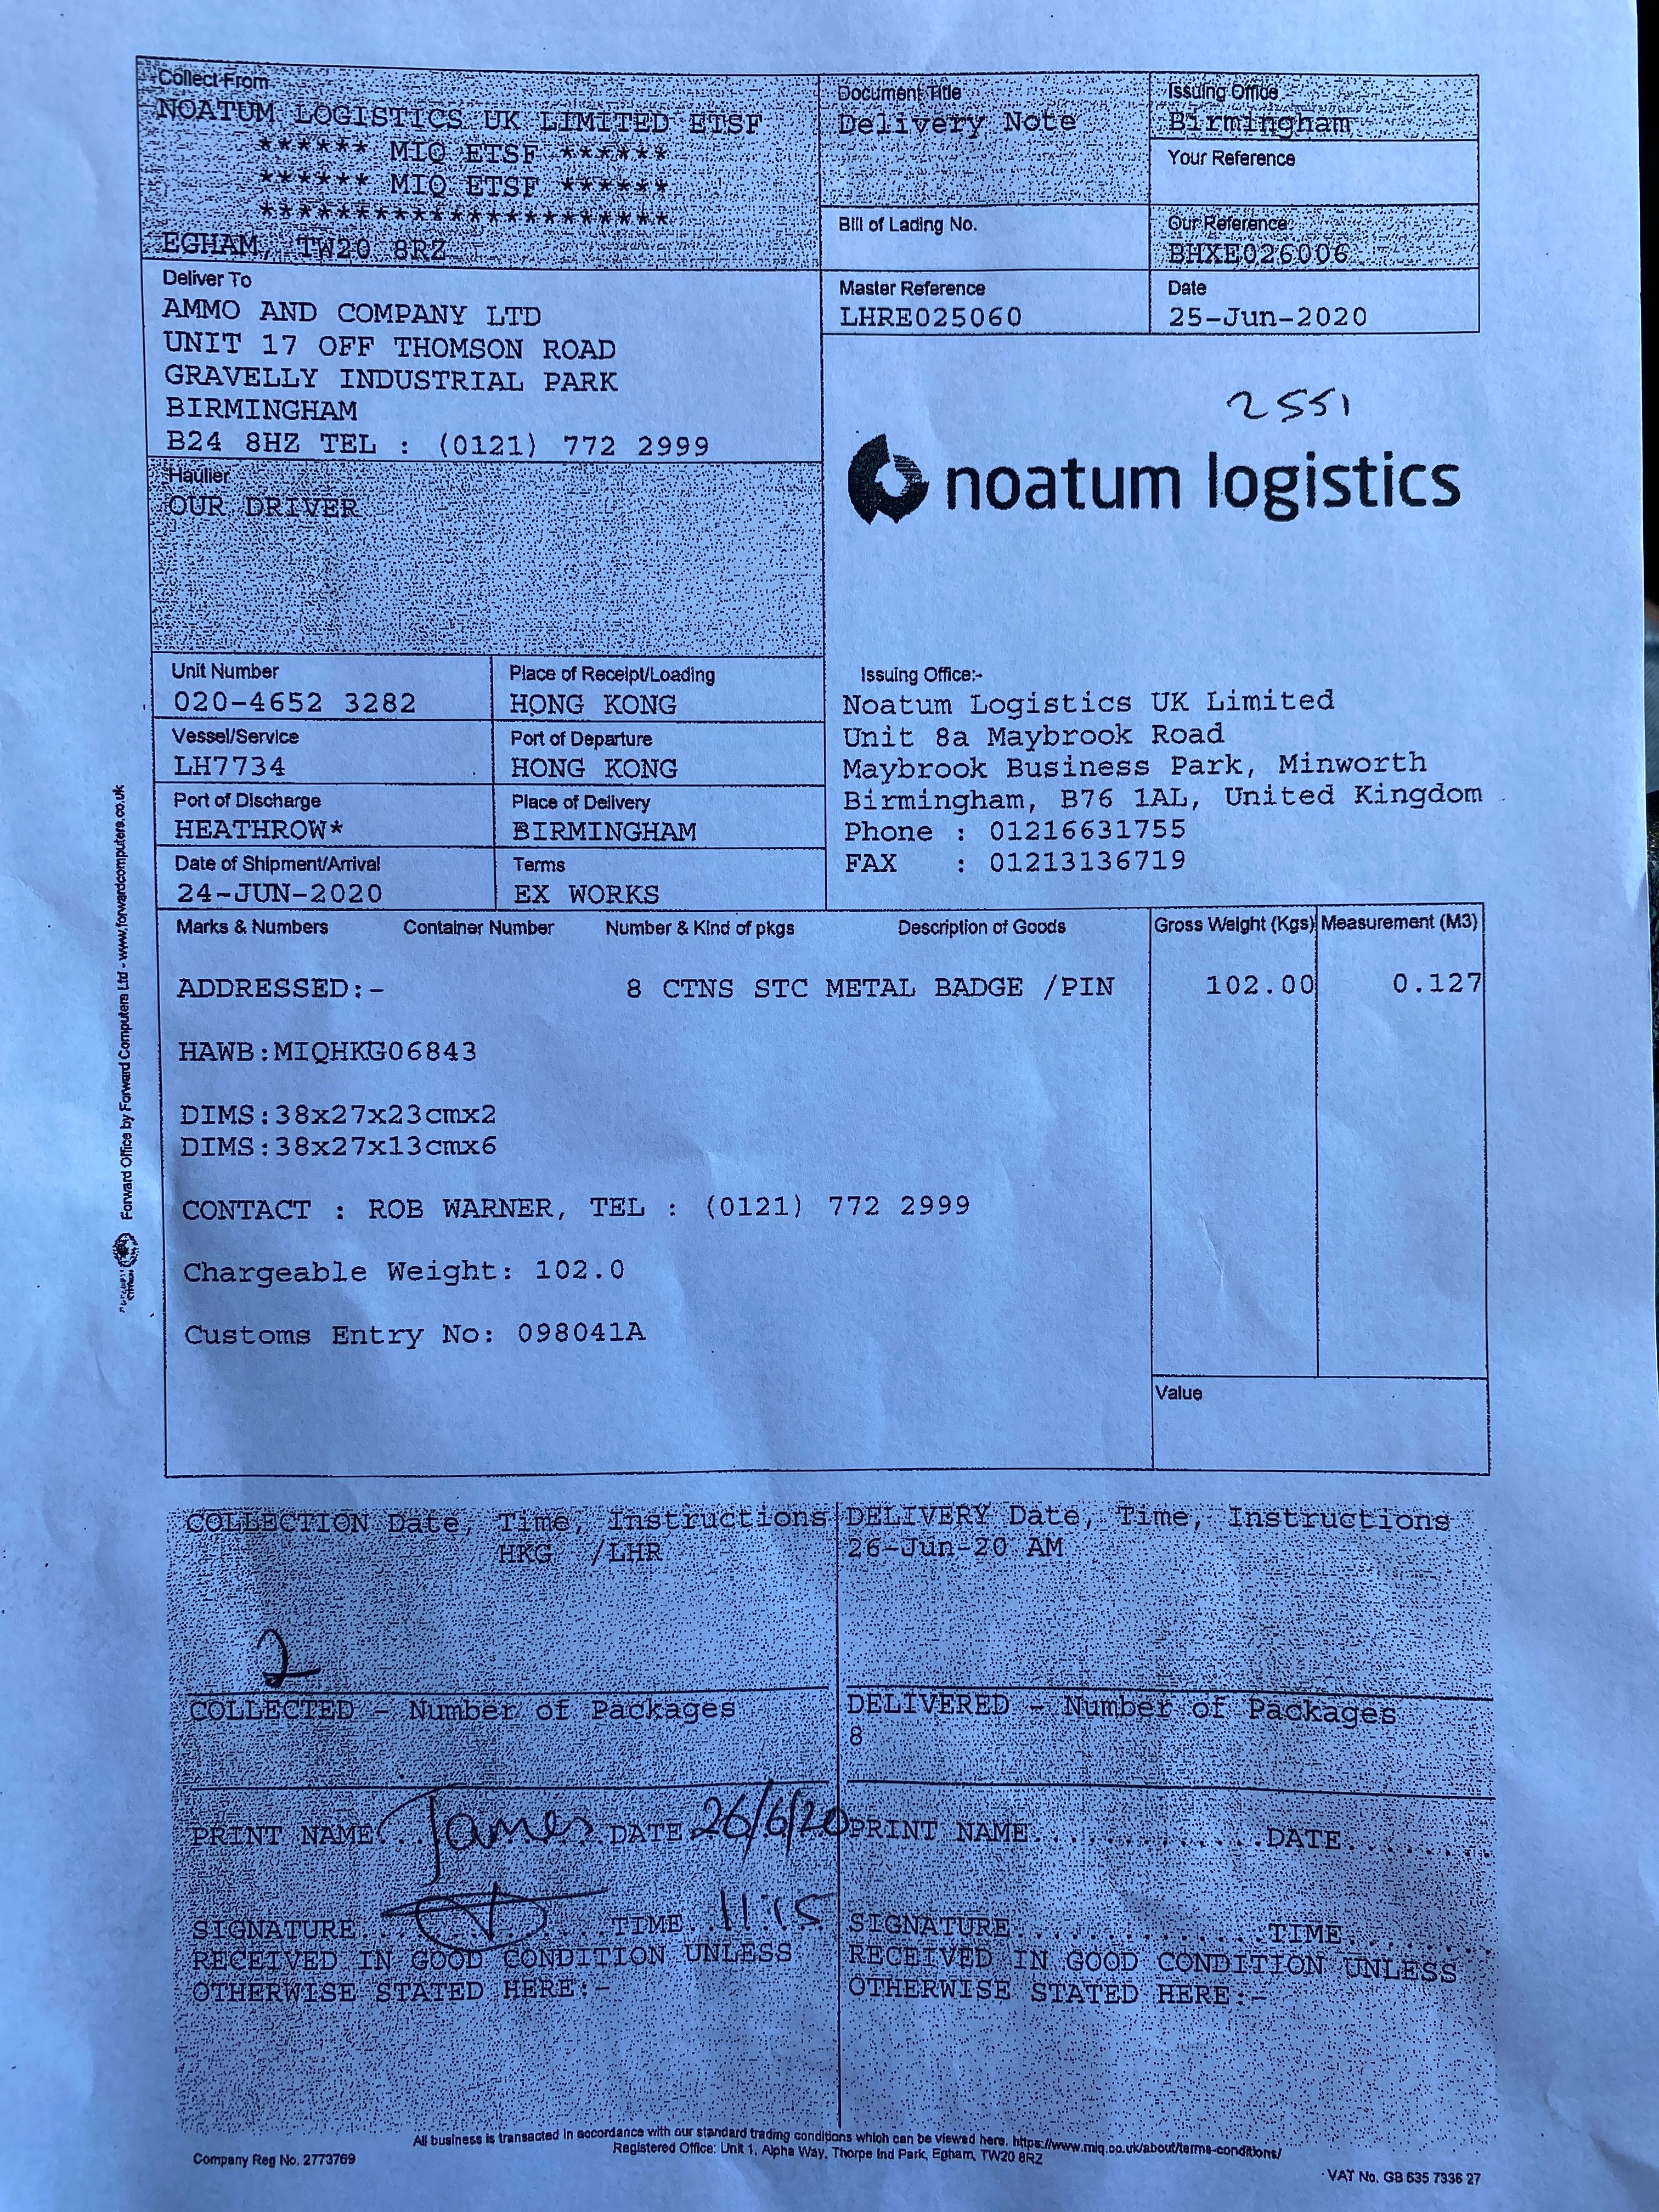 Collect From
NOATUM LOGISTICS UK LIMITED ETSF
****** MIQ ETSF ******
****** MIQ ETSF ******
**********************
EGHAM, TW20 8RZ
Document Title
Delivery Note
Issuing Office
Birmingham
Your Reference
Bill of Lading No.
Our Reference
BHXE026006
Deliver To
AMMO AND COMPANY LTD
UNIT 17 OFF THOMSON ROAD
GRAVELLY INDUSTRIAL PARK
BIRMINGHAM
B24 8HZ TEL : (0121) 772 2999
Master Reference
LHRE025060
Date
25-Jun-2020
2551
noatum logistics
Haulier
OUR DRIVER
Unit Number
020-4652 3282
Place of Receipt/Loading
HONG KONG
Vessel/Service
LH7734
Port of Departure
HONG KONG
Port of Discharge
HEATHROW*
Place of Delivery
BIRMINGHAM
Date of Shipment/Arrival
24-JUN-2020
Terms
EX WORKS
Issuing Office:-
Noatum Logistics UK Limited
Unit 8a Maybrook Road
Maybrook Business Park, Minworth
Birmingham, B76 1AL, United Kingdom
Phone : 01216631755
FAX : 01213136719
Marks & Numbers Container Number Number & Kind of pkgs Description of Goods Gross Weight (Kgs) Measurement (M3)
ADDRESSED:- 8 CTNS STC METAL BADGE /PIN 102.00 0.127
HAWB:MIQHKG06843
DIMS:38x27x23cmx2
DIMS:38x27x13cmx6
CONTACT : ROB WARNER, TEL : (0121) 772 2999
Chargeable Weight: 102.0
Customs Entry No: 098041A
Value
Forward Office by Forward Computers Ltd - www.forwardcomputers.co.uk
COLLECTION Date, Time, Instructions
HKG /LHR
2
COLLECTED - Number of Packages
PRINT NAME James DATE 26/6/20
SIGNATURE TIME 11:15
RECEIVED IN GOOD CONDITION UNLESS
OTHERWISE STATED HERE:-
DELIVERY Date, Time, Instructions
26-Jun-20 AM
DELIVERED - Number of Packages
8
PRINT NAME DATE
SIGNATURE TIME
RECEIVED IN GOOD CONDITION UNLESS
OTHERWISE STATED HERE:-
All business is transacted in accordance with our standard trading conditions which can be viewed here. https://www.miq.co.uk/about/terms-conditions/
Registered Office: Unit 1, Alpha Way, Thorpe Ind Park, Egham, TW20 8RZ
Company Reg No. 2773769
VAT No. GB 635 7336 27